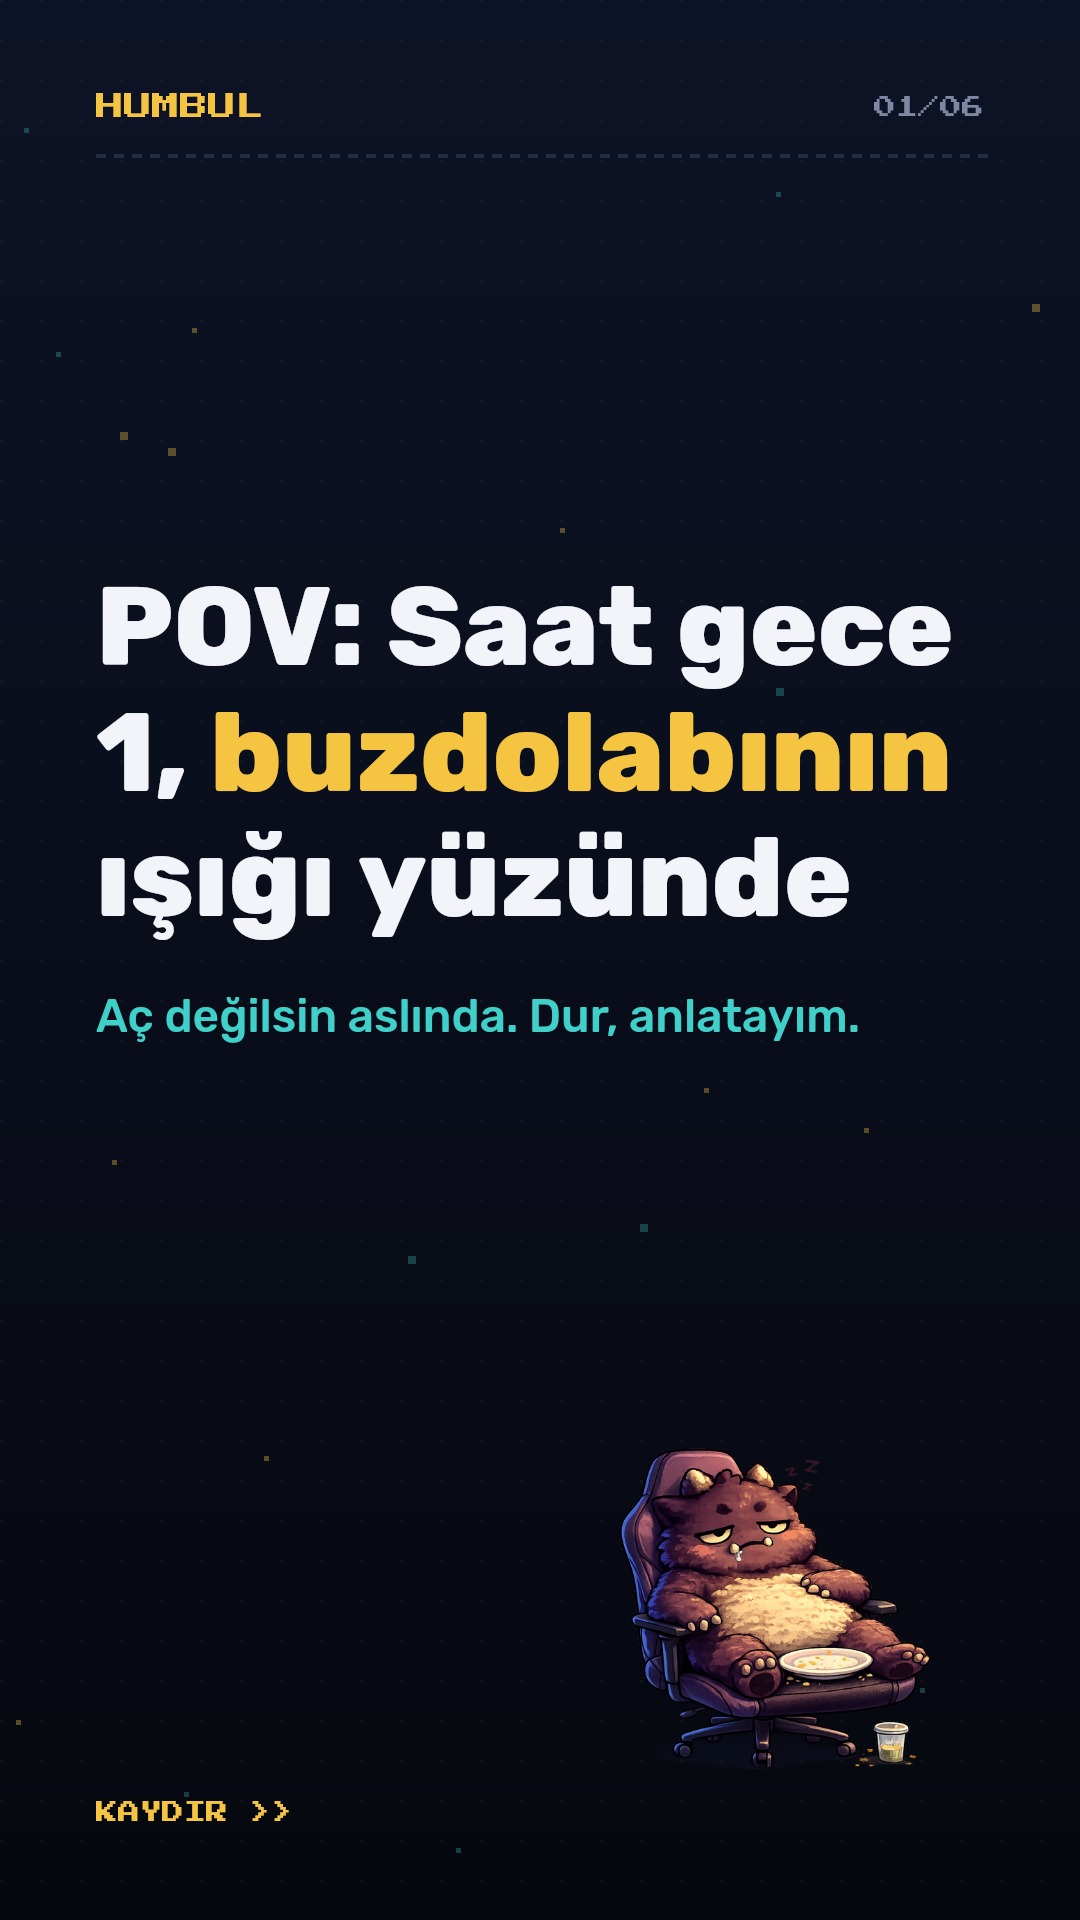 HUMBUL
01/06
POV: Saat gece
1, buzdolabının
ışığı yüzünde
Aç değilsin aslında. Dur, anlatayım.
z z
z
KAYDIR >>